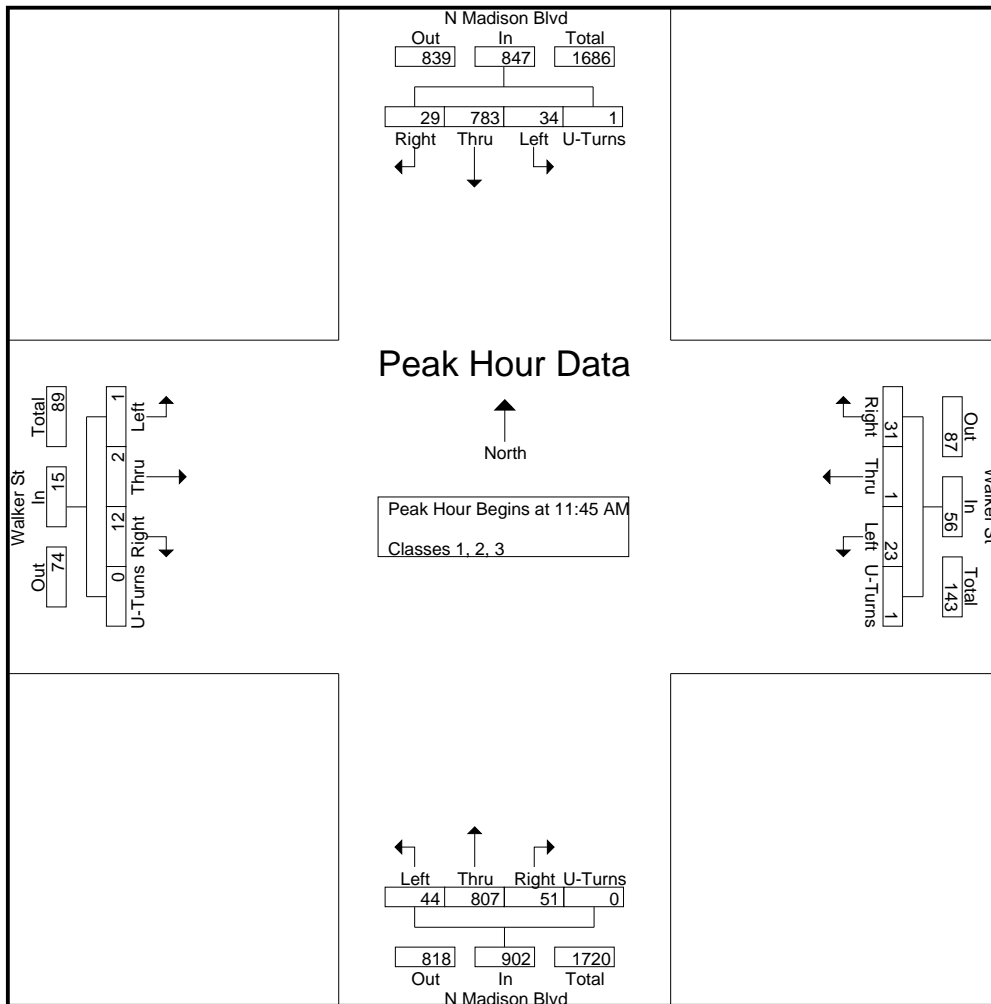 N Madison Blvd
Out In Total
839 847 1686
29 783 34 1
Right Thru Left U-Turns
Peak Hour Data
North
Peak Hour Begins at 11:45 AM
Classes 1, 2, 3
Walker St
Total In Out
89 15 74
1 2 12 0
Left Thru Right U-Turns
Right Thru Left U-Turns
31 1 23 1
Out In Total
87 56 143
Walker St
Left Thru Right U-Turns
44 807 51 0
818 902 1720
Out In Total
N Madison Blvd